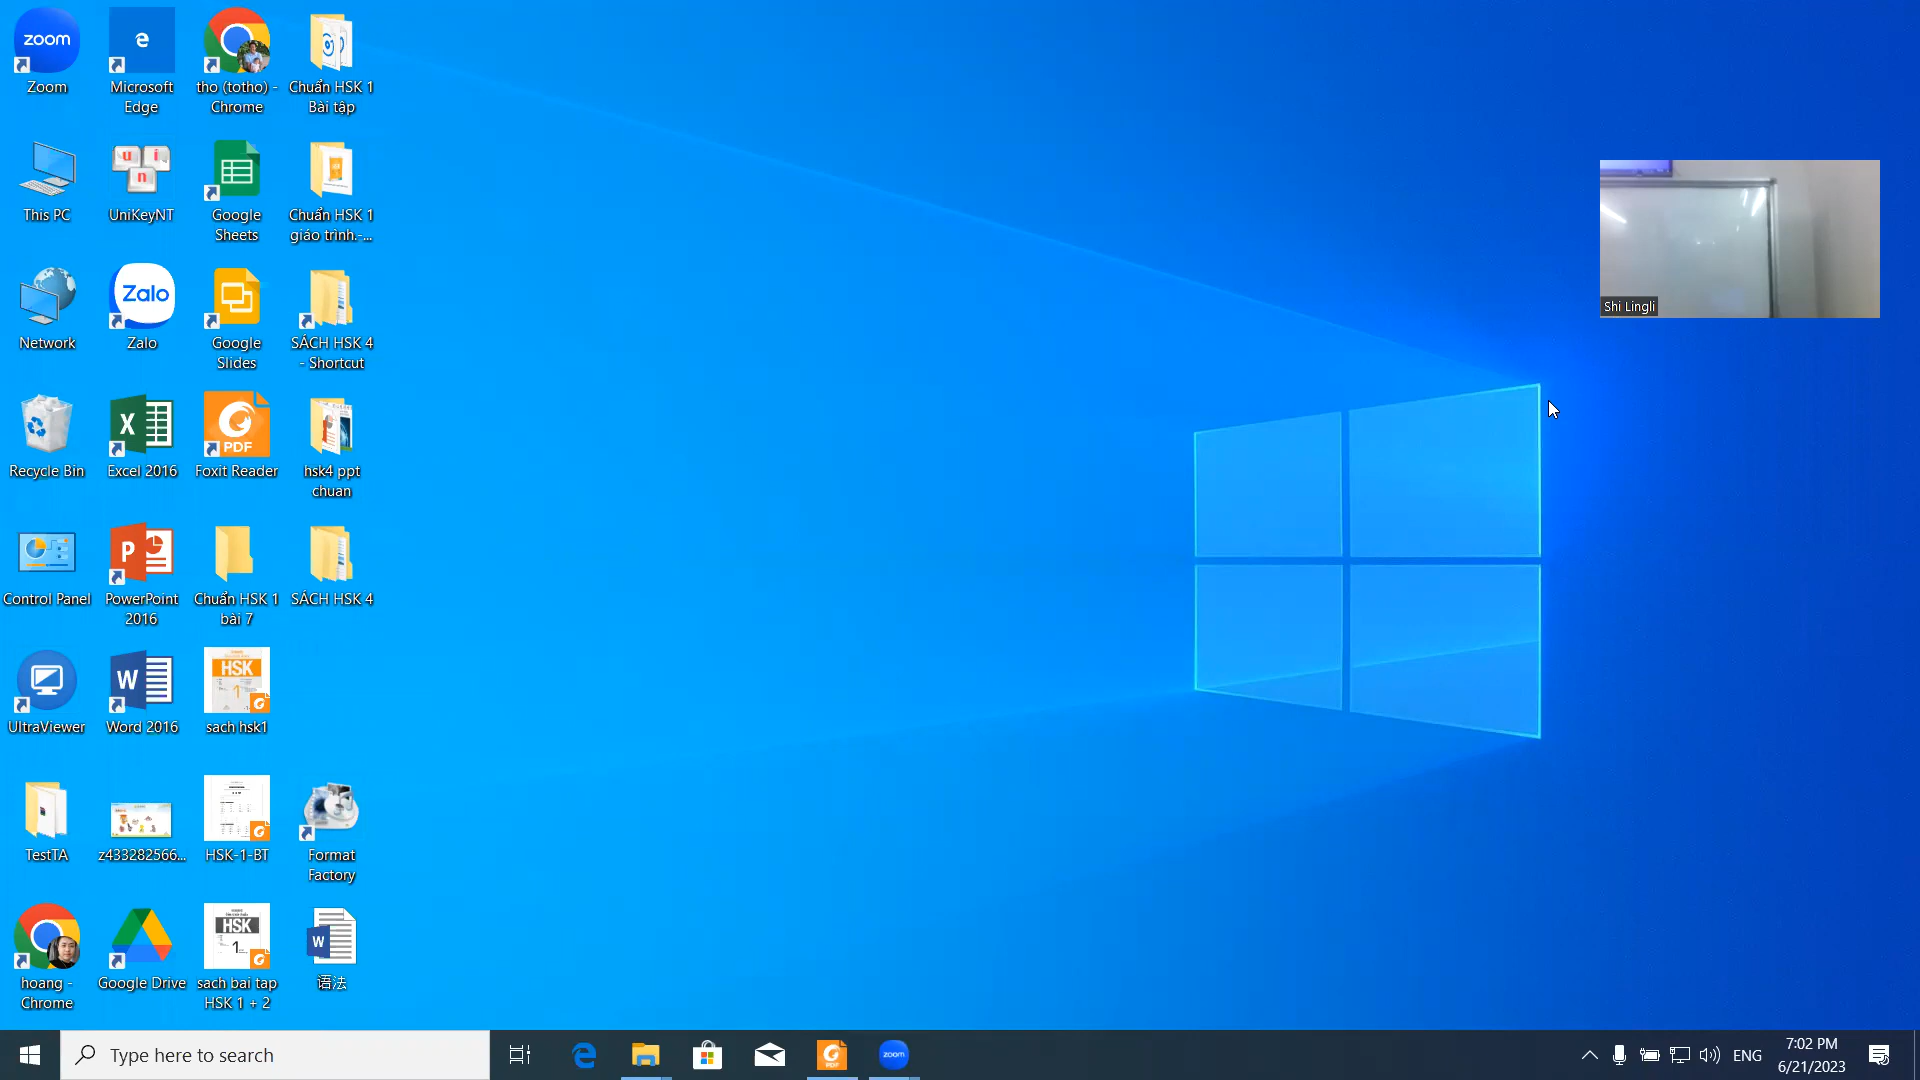 zoom
Zoom
Microsoft
Edge
tho (totho) -
Chrome
Chuẩn HSK 1
Bài tập
This PC
UniKeyNT
Google
Sheets
Chuẩn HSK 1
giáo trình.-...
Network
Zalo
Zalo
Google
Slides
SÁCH HSK 4
- Shortcut
Recycle Bin
Excel 2016
PDF
Foxit Reader
hsk4 ppt
chuan
Control Panel
PowerPoint
2016
Chuẩn HSK 1
bài 7
SÁCH HSK 4
UltraViewer
Word 2016
HSK
1
sach hsk1
TestTA
z433282566...
HSK-1-BT
Format
Factory
hoang -
Chrome
Google Drive
HSK
1
sach bai tap
HSK 1 + 2
语法
Shi Lingli
Type here to search
PDF
zoom
ENG
7:02 PM
6/21/2023